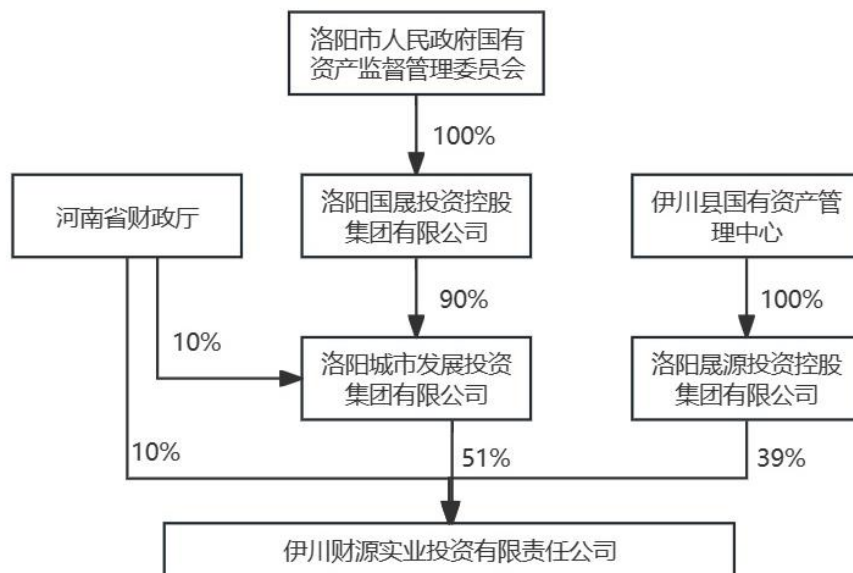 洛阳市人民政府国有
资产监督管理委员会
100%
河南省财政厅
洛阳国晟投资控股
集团有限公司
伊川县国有资产管
理中心
90%
100%
10%
洛阳城市发展投资
集团有限公司
洛阳晟源投资控股
集团有限公司
10%
51%
39%
伊川财源实业投资有限责任公司